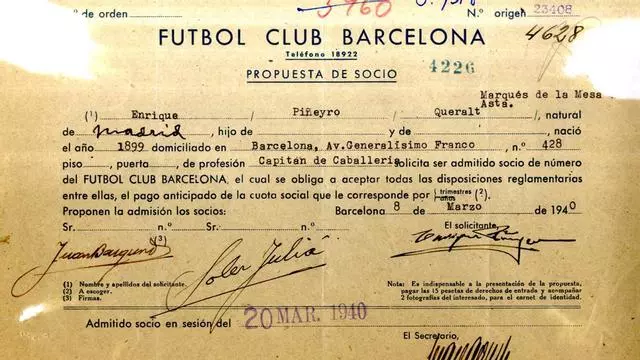 º de orden 5960 N.º origen 23408
FUTBOL CLUB BARCELONA 4628
Teléfono 18922
4226
PROPUESTA DE SOCIO
Marqués de la Mesa
Asta.
(1) Enrique / Piñeyro / Queralt, natural
de Madrid, hijo de y de, nació
el año 1899 domiciliado en Barcelona, Av.Generalísimo Franco, n.º 428
piso, puerta, de profesión Capitán de Caballería solicita ser admitido socio de número
del FUTBOL CLUB BARCELONA, el cual se obliga a aceptar todas las disposiciones reglamentarias
entre ellas, el pago anticipado de la cuota social que le corresponde por trimestres años (2).
Proponen la admisión los socios: Barcelona 8 de Marzo de 1940
Sr. n.º Sr. n.º El solicitante,
(3)
Soler Juliá
(1) Nombre y apellidos del solicitante.
(2) A escoger.
(3) Firmas.
Nota: Es indispensable a la presentación de la propuesta,
pagar las 15 pesetas de derechos de entrada y acompañar
2 fotografías del interesado, para el carnet de identidad.
Admitido socio en sesión del 20 MAR. 1940
El Secretario,